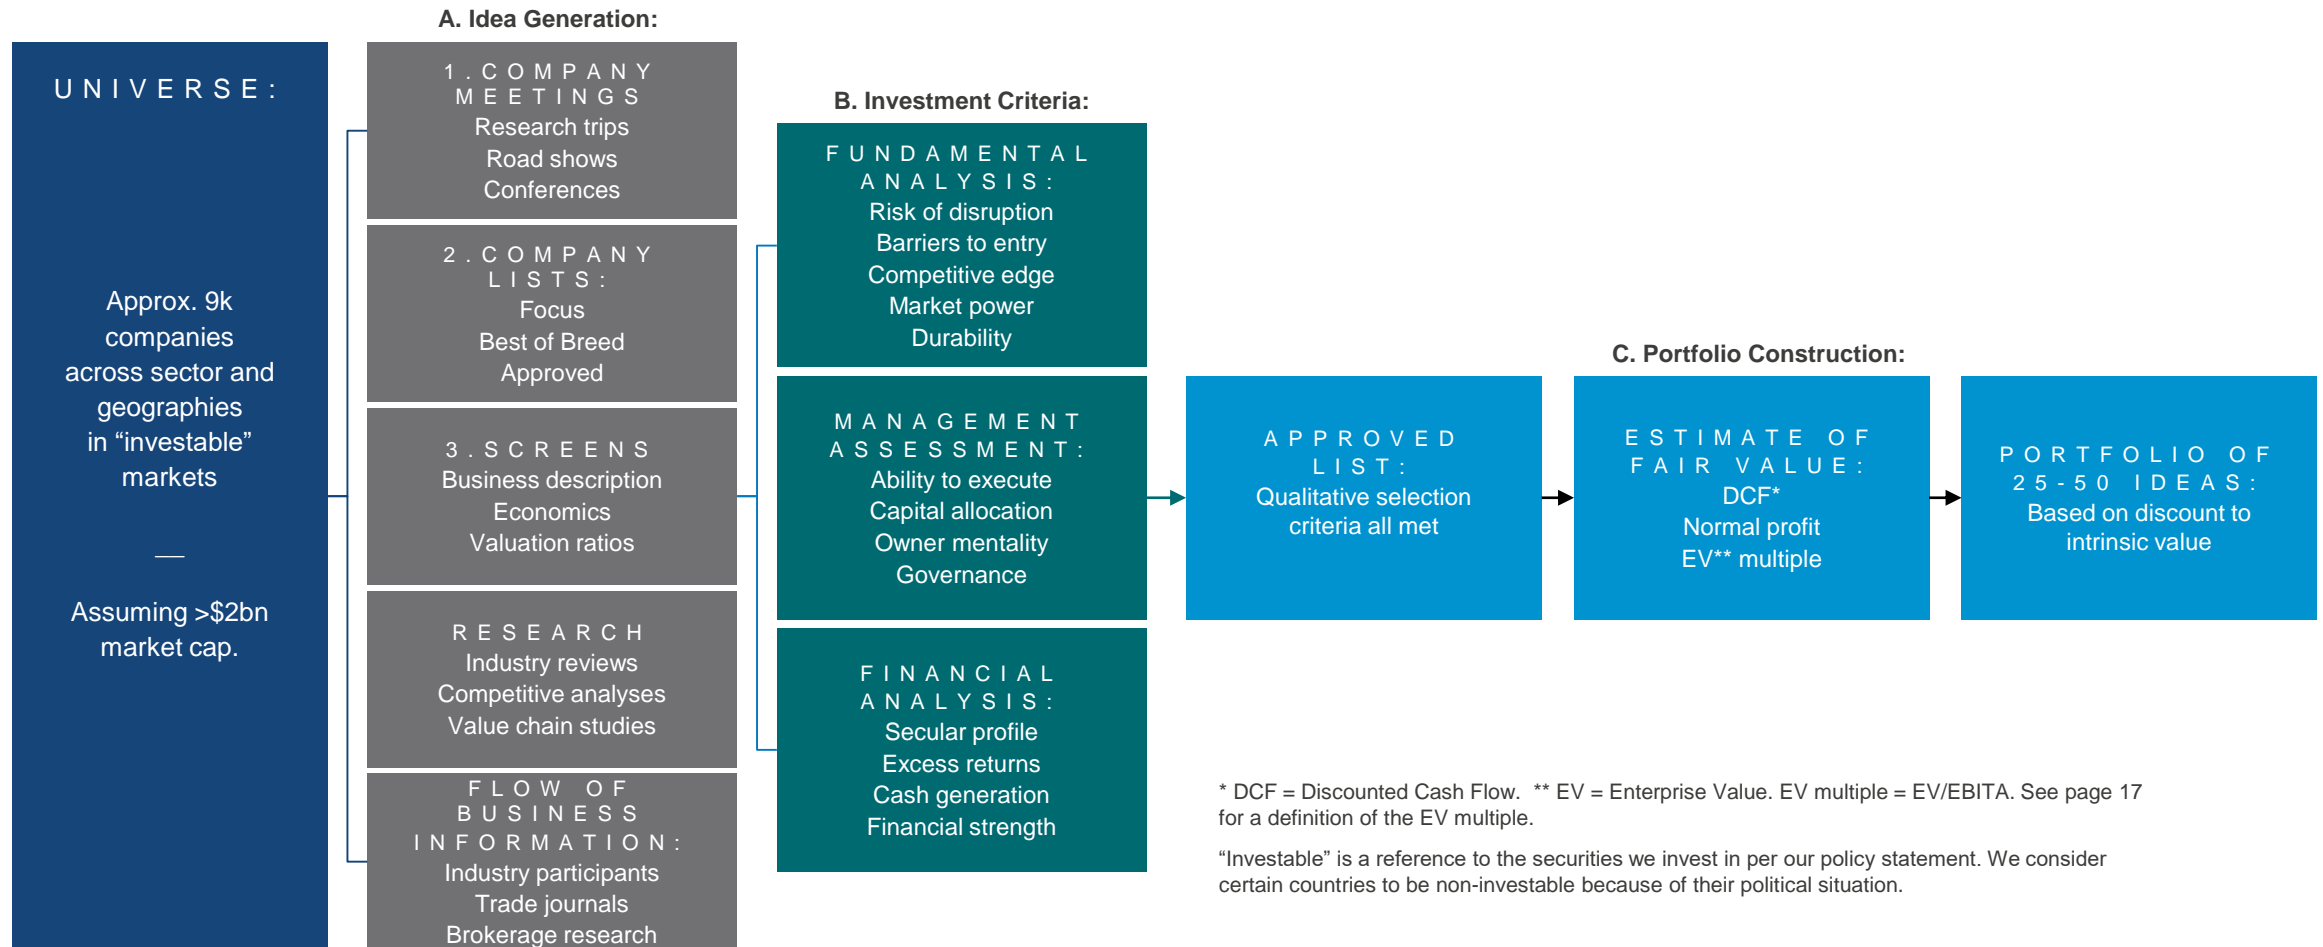 A. Idea Generation:
UNIVERSE:
Approx. 9k
companies
across sector and
geographies
in “investable”
markets
__
Assuming >$2bn
market cap.
1.COMPANY
MEETINGS
Research trips
Road shows
Conferences
2.COMPANY
LISTS:
Focus
Best of Breed
Approved
3.SCREENS
Business description
Economics
Valuation ratios
RESEARCH
Industry reviews
Competitive analyses
Value chain studies
FLOW OF
BUSINESS
INFORMATION:
Industry participants
Trade journals
Brokerage research
B. Investment Criteria:
FUNDAMENTAL
ANALYSIS:
Risk of disruption
Barriers to entry
Competitive edge
Market power
Durability
MANAGEMENT
ASSESSMENT:
Ability to execute
Capital allocation
Owner mentality
Governance
FINANCIAL
ANALYSIS:
Secular profile
Excess returns
Cash generation
Financial strength
C. Portfolio Construction:
APPROVED
LIST:
Qualitative selection
criteria all met
ESTIMATE OF
FAIR VALUE:
DCF*
Normal profit
EV** multiple
PORTFOLIO OF
25-50 IDEAS:
Based on discount to
intrinsic value
* DCF = Discounted Cash Flow. ** EV = Enterprise Value. EV multiple = EV/EBITA. See page 17
for a definition of the EV multiple.
“Investable” is a reference to the securities we invest in per our policy statement. We consider
certain countries to be non-investable because of their political situation.